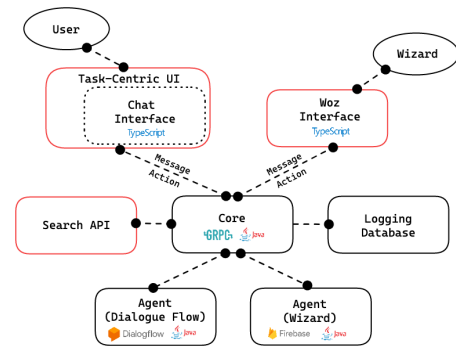 User
Wizard
Task-Centric UI
Chat
Interface
TypeScript
Woz
Interface
TypeScript
Message
Action
Message
Action
Search API
Core
GRPC Java
Logging
Database
Agent
(Dialogue Flow)
Dialogflow Java
Agent
(Wizard)
Firebase Java